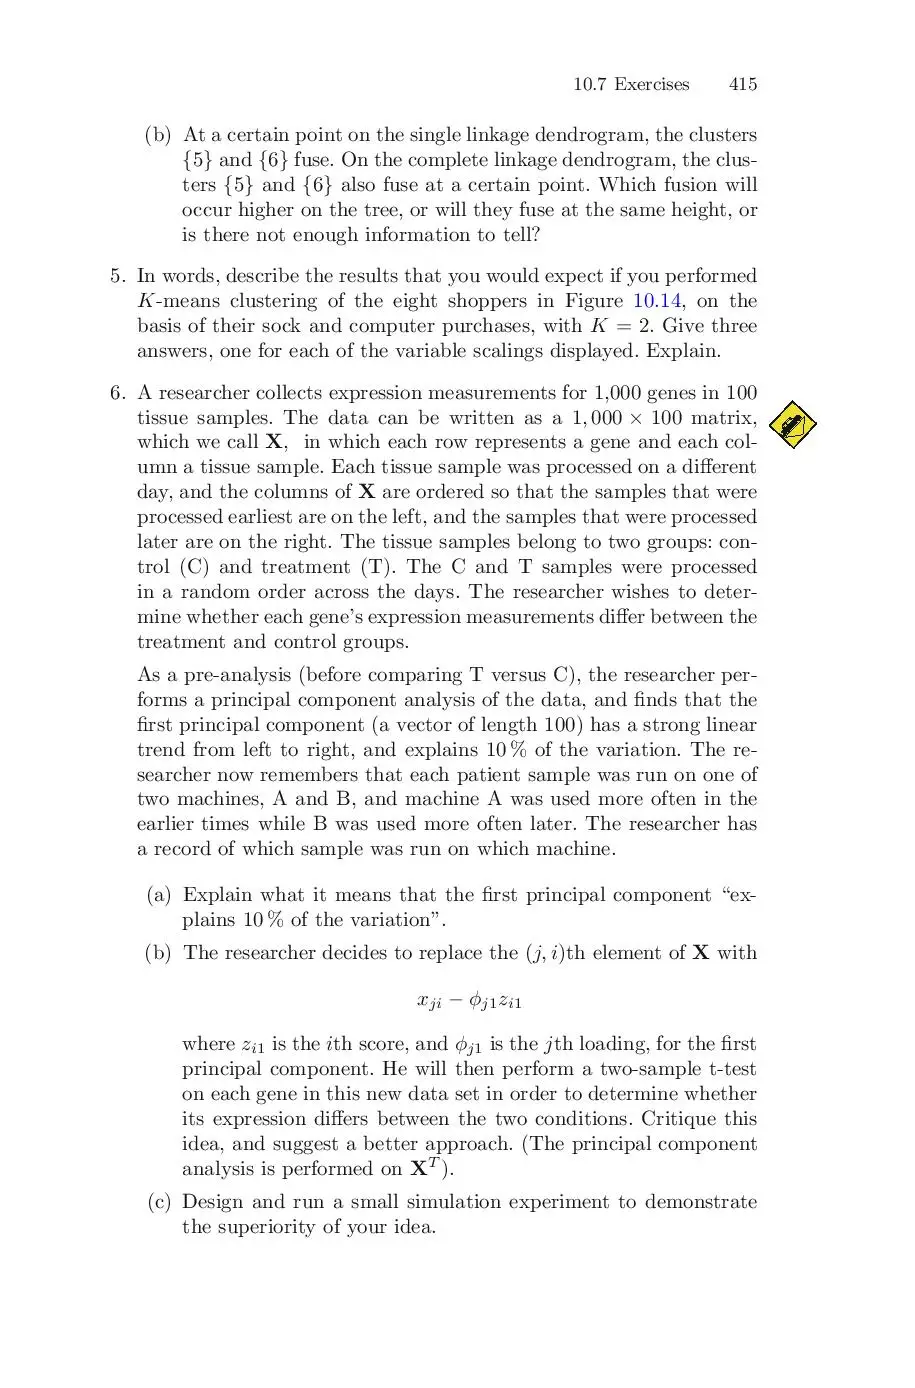 10.7 Exercises 415
(b) At a certain point on the single linkage dendrogram, the clusters
{5} and {6} fuse. On the complete linkage dendrogram, the clus-
ters {5} and {6} also fuse at a certain point. Which fusion will
occur higher on the tree, or will they fuse at the same height, or
is there not enough information to tell?
5. In words, describe the results that you would expect if you performed
K-means clustering of the eight shoppers in Figure 10.14, on the
basis of their sock and computer purchases, with K = 2. Give three
answers, one for each of the variable scalings displayed. Explain.
6. A researcher collects expression measurements for 1,000 genes in 100
tissue samples. The data can be written as a 1,000 × 100 matrix,
which we call X, in which each row represents a gene and each col-
umn a tissue sample. Each tissue sample was processed on a different
day, and the columns of X are ordered so that the samples that were
processed earliest are on the left, and the samples that were processed
later are on the right. The tissue samples belong to two groups: con-
trol (C) and treatment (T). The C and T samples were processed
in a random order across the days. The researcher wishes to deter-
mine whether each gene's expression measurements differ between the
treatment and control groups.
As a pre-analysis (before comparing T versus C), the researcher per-
forms a principal component analysis of the data, and finds that the
first principal component (a vector of length 100) has a strong linear
trend from left to right, and explains 10 % of the variation. The re-
searcher now remembers that each patient sample was run on one of
two machines, A and B, and machine A was used more often in the
earlier times while B was used more often later. The researcher has
a record of which sample was run on which machine.
(a) Explain what it means that the first principal component “ex-
plains 10 % of the variation”.
(b) The researcher decides to replace the (j, i)th element of X with
x_{ji} − ϕ_{j1}z_{i1}
where z_{i1} is the ith score, and ϕ_{j1} is the jth loading, for the first
principal component. He will then perform a two-sample t-test
on each gene in this new data set in order to determine whether
its expression differs between the two conditions. Critique this
idea, and suggest a better approach. (The principal component
analysis is performed on X^T).
(c) Design and run a small simulation experiment to demonstrate
the superiority of your idea.